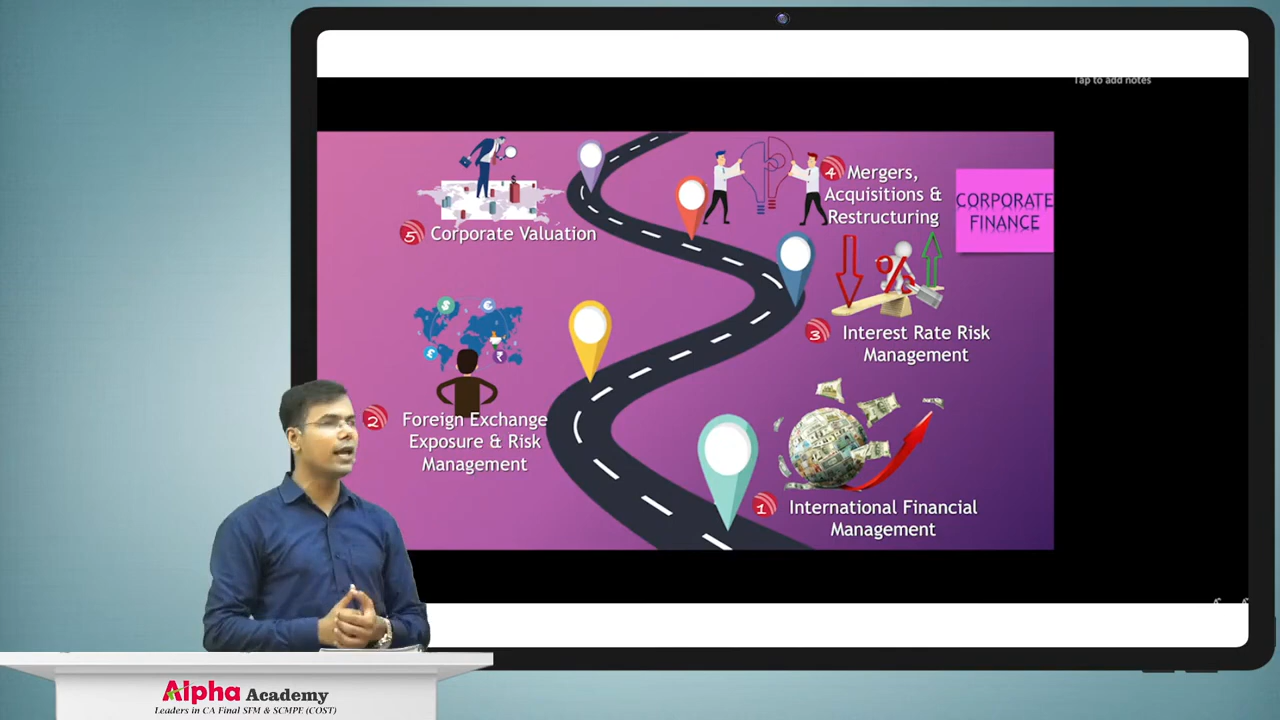 Tap to add notes
4 Mergers,
Acquisitions &
Restructuring
CORPORATE
FINANCE
5 Corporate Valuation
%
3 Interest Rate Risk
Management
$
€
£
₹
2 Foreign Exchange
Exposure & Risk
Management
1 International Financial
Management
Alpha Academy
Leaders in CA Final SFM & SCMPE (COST)